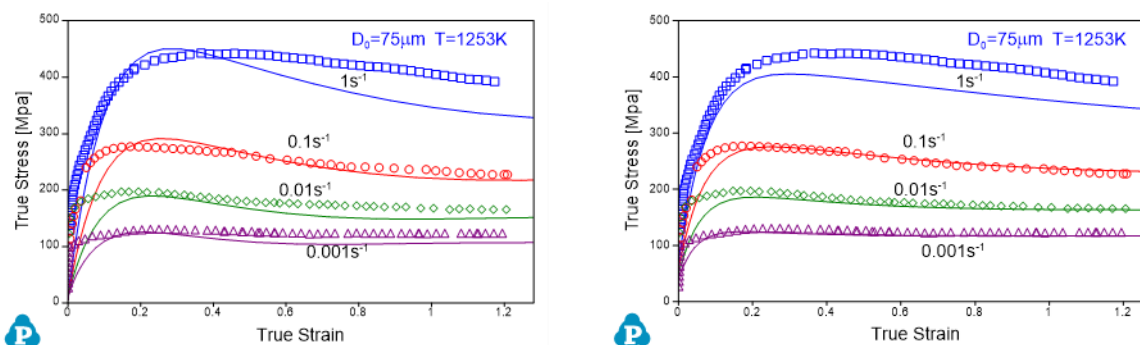 500
D₀=75μm T=1253K
400
1s⁻¹
300
0.1s⁻¹
200
0.01s⁻¹
100
0.001s⁻¹
0
0 0.2 0.4 0.6 0.8 1 1.2
True Stress [Mpa]
True Strain
P
500
D₀=75μm T=1253K
400
1s⁻¹
300
0.1s⁻¹
200
0.01s⁻¹
100
0.001s⁻¹
0
0 0.2 0.4 0.6 0.8 1 1.2
True Stress [Mpa]
True Strain
P